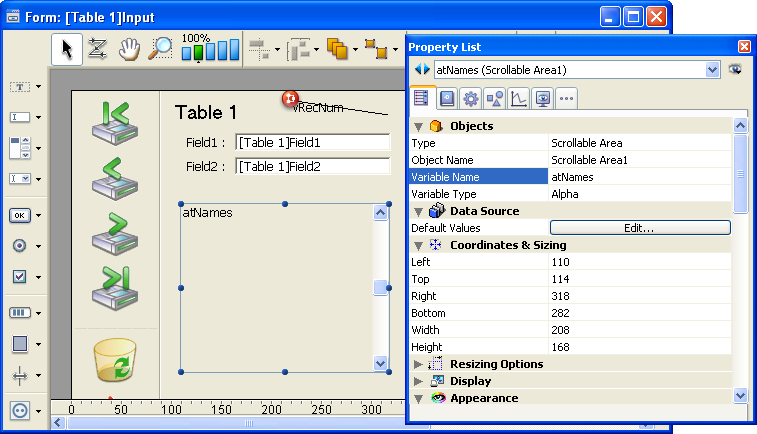 Form: [Table 1]Input
100%
T
OK
Table 1
vRecNum
Field1 :
[Table 1]Field1
Field2 :
[Table 1]Field2
atNames
0 50 100 150 200 250 300
Property List
atNames (Scrollable Area1)
Objects
Type Scrollable Area
Object Name Scrollable Area1
Variable Name atNames
Variable Type Alpha
Data Source
Default Values Edit...
Coordinates & Sizing
Left 110
Top 114
Right 318
Bottom 282
Width 208
Height 168
Resizing Options
Display
Appearance